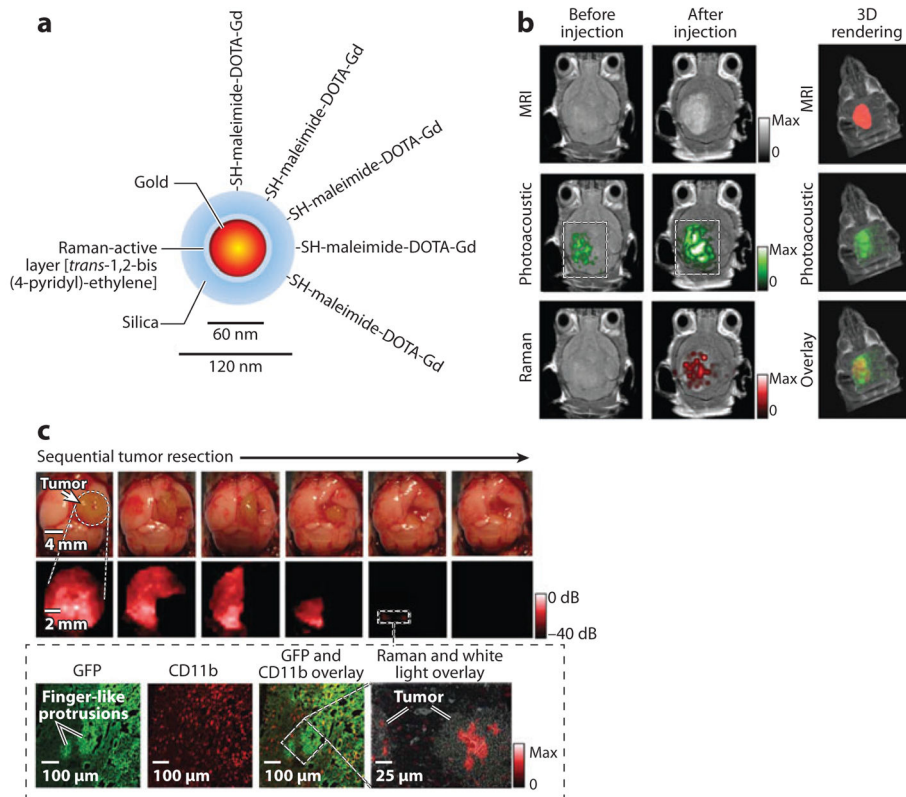 a
SH-maleimide-DOTA-Gd
SH-maleimide-DOTA-Gd
SH-maleimide-DOTA-Gd
SH-maleimide-DOTA-Gd
SH-maleimide-DOTA-Gd
Gold
Raman-active
layer [trans-1,2-bis
(4-pyridyl)-ethylene]
Silica
60 nm
120 nm
b
Before
injection
After
injection
3D
rendering
MRI
Max
0
MRI
Photoacoustic
Max
0
Photoacoustic
Raman
Max
0
Overlay
c
Sequential tumor resection
Tumor
4 mm
2 mm
0 dB
–40 dB
GFP
CD11b
GFP and
CD11b overlay
Raman and white
light overlay
Finger-like
protrusions
100 μm
100 μm
100 μm
Tumor
25 μm
Max
0